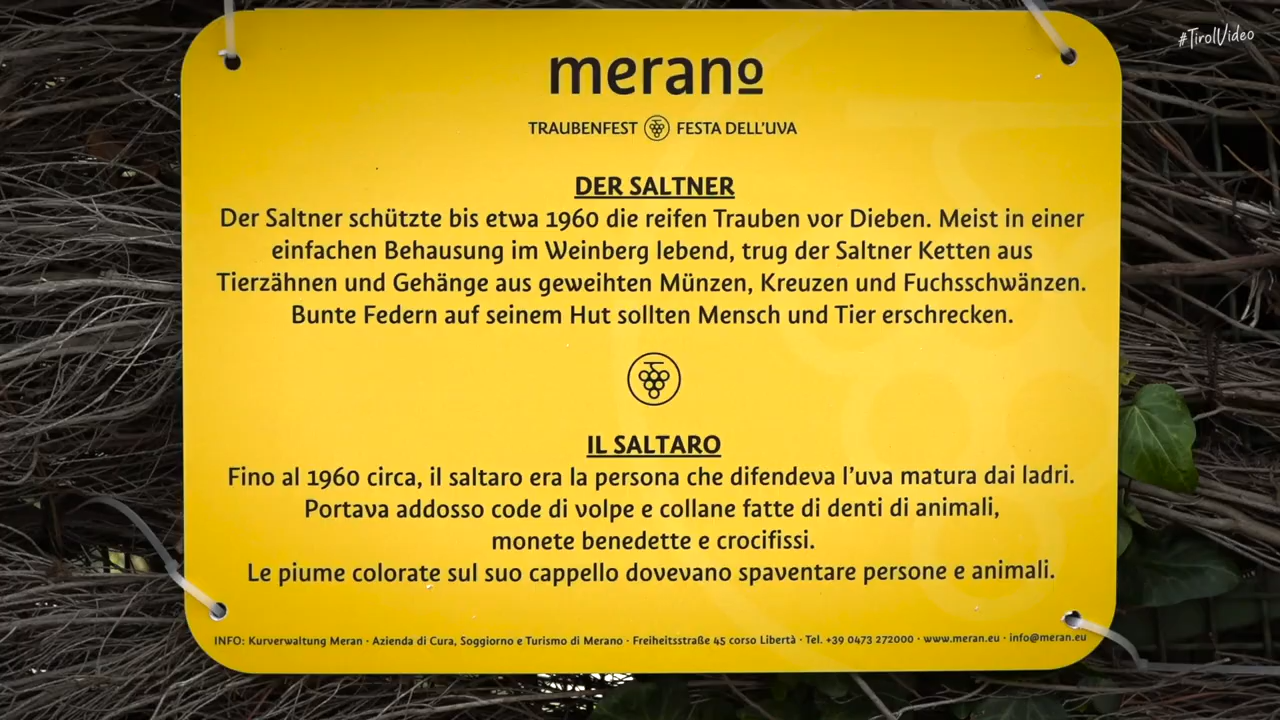 #TirolVideo
merano
TRAUBENFEST FESTA DELL'UVA
DER SALTNER
Der Saltner schützte bis etwa 1960 die reifen Trauben vor Dieben. Meist in einer
einfachen Behausung im Weinberg lebend, trug der Saltner Ketten aus
Tierzähnen und Gehänge aus geweihten Münzen, Kreuzen und Fuchsschwänzen.
Bunte Federn auf seinem Hut sollten Mensch und Tier erschrecken.
IL SALTARO
Fino al 1960 circa, il saltaro era la persona che difendeva l'uva matura dai ladri.
Portava addosso code di volpe e collane fatte di denti di animali,
monete benedette e crocifissi.
Le piume colorate sul suo cappello dovevano spaventare persone e animali.
INFO: Kurverwaltung Meran · Azienda di Cura, Soggiorno e Turismo di Merano · Freiheitsstraße 45 corso Libertà · Tel. +39 0473 272000 · www.meran.eu · info@meran.eu